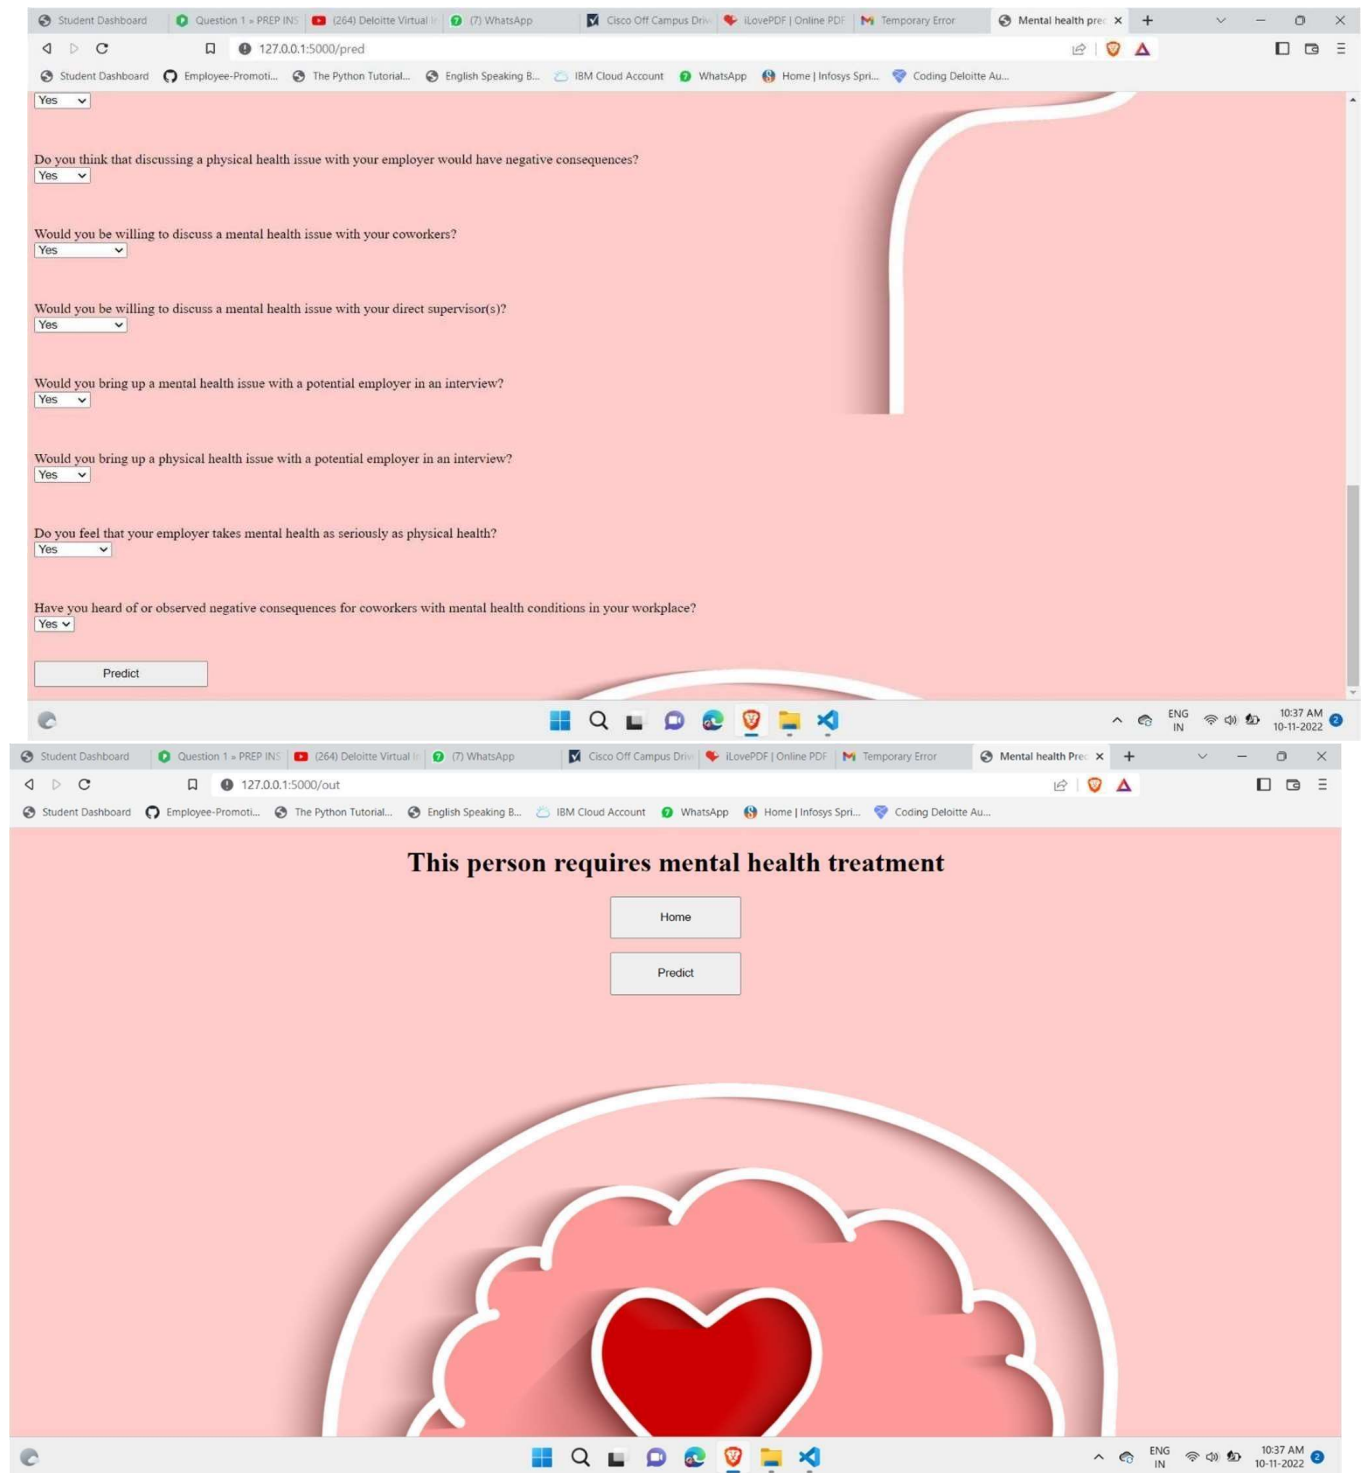 Student Dashboard Question 1 » PREP INS (264) Deloitte Virtual In (7) WhatsApp Cisco Off Campus Driv iLovePDF | Online PDF Temporary Error Mental health pred
127.0.0.1:5000/pred
Student Dashboard Employee-Promoti... The Python Tutorial... English Speaking B... IBM Cloud Account WhatsApp Home | Infosys Spri... Coding Deloitte Au...
Yes
Do you think that discussing a physical health issue with your employer would have negative consequences?
Yes
Would you be willing to discuss a mental health issue with your coworkers?
Yes
Would you be willing to discuss a mental health issue with your direct supervisor(s)?
Yes
Would you bring up a mental health issue with a potential employer in an interview?
Yes
Would you bring up a physical health issue with a potential employer in an interview?
Yes
Do you feel that your employer takes mental health as seriously as physical health?
Yes
Have you heard of or observed negative consequences for coworkers with mental health conditions in your workplace?
Yes
Predict
ENG 10:37 AM
IN 10-11-2022 2
Student Dashboard Question 1 » PREP INS (264) Deloitte Virtual In (7) WhatsApp Cisco Off Campus Driv iLovePDF | Online PDF Temporary Error Mental health Pred
127.0.0.1:5000/out
Student Dashboard Employee-Promoti... The Python Tutorial... English Speaking B... IBM Cloud Account WhatsApp Home | Infosys Spri... Coding Deloitte Au...
This person requires mental health treatment
Home
Predict
ENG 10:37 AM
IN 10-11-2022 2